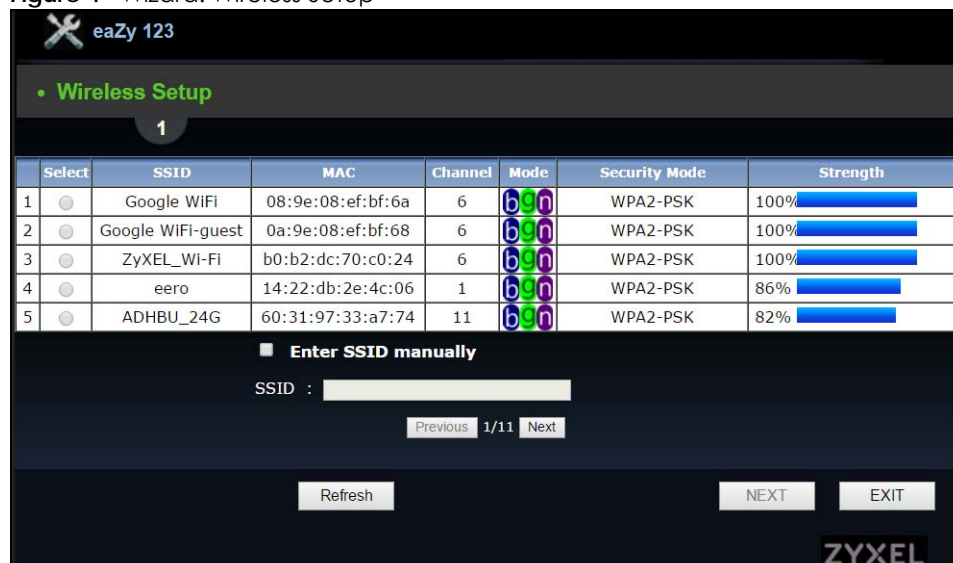 Figure 4 Wizard: Wireless Setup
eaZy 123
• Wireless Setup
1
Select SSID MAC Channel Mode Security Mode Strength
1 Google WiFi 08:9e:08:ef:bf:6a 6 bgn WPA2-PSK 100%
2 Google WiFi-guest 0a:9e:08:ef:bf:68 6 bgn WPA2-PSK 100%
3 ZyXEL_Wi-Fi b0:b2:dc:70:c0:24 6 bgn WPA2-PSK 100%
4 eero 14:22:db:2e:4c:06 1 bgn WPA2-PSK 86%
5 ADHBU_24G 60:31:97:33:a7:74 11 bgn WPA2-PSK 82%
Enter SSID manually
SSID :
Previous 1/11 Next
Refresh NEXT EXIT
ZYXEL